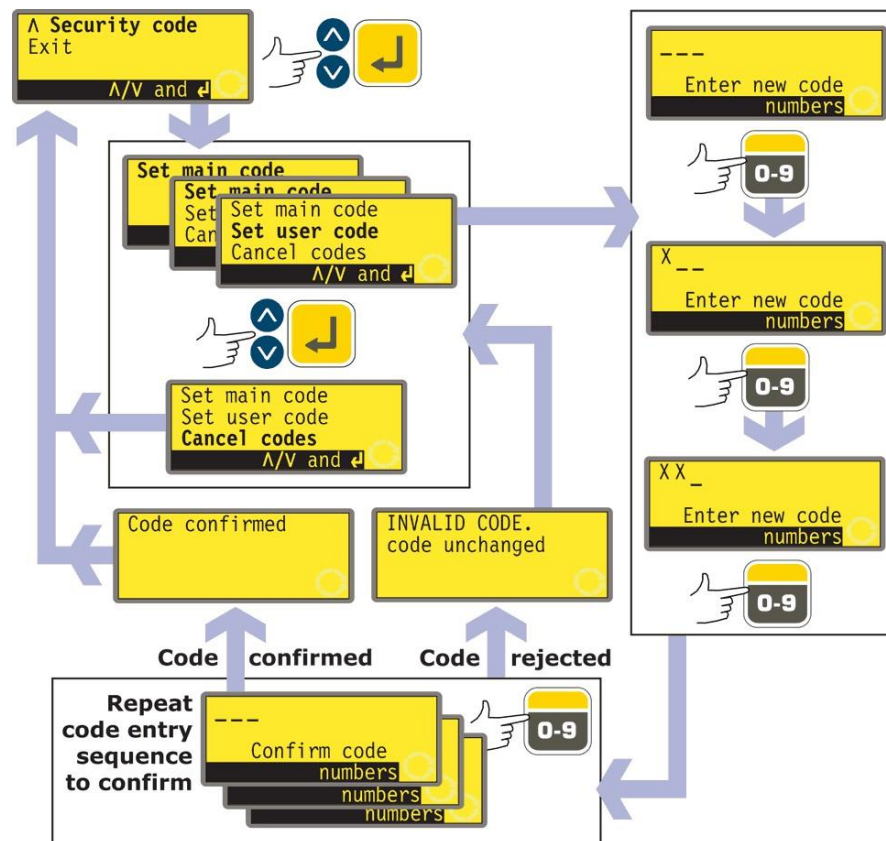 Λ Security code
Exit
Λ/V and ↲
Set main code
Set main code
Set
Can
Set main code
Set user code
Cancel codes
Λ/V and ↲
Set main code
Set user code
Cancel codes
Λ/V and ↲
Code confirmed
INVALID CODE.
code unchanged
Code confirmed
Code rejected
Repeat
code entry
sequence
to confirm
___
Confirm code
numbers
numbers
numbers
0-9
___
Enter new code
numbers
0-9
X__
Enter new code
numbers
0-9
XX_
Enter new code
numbers
0-9